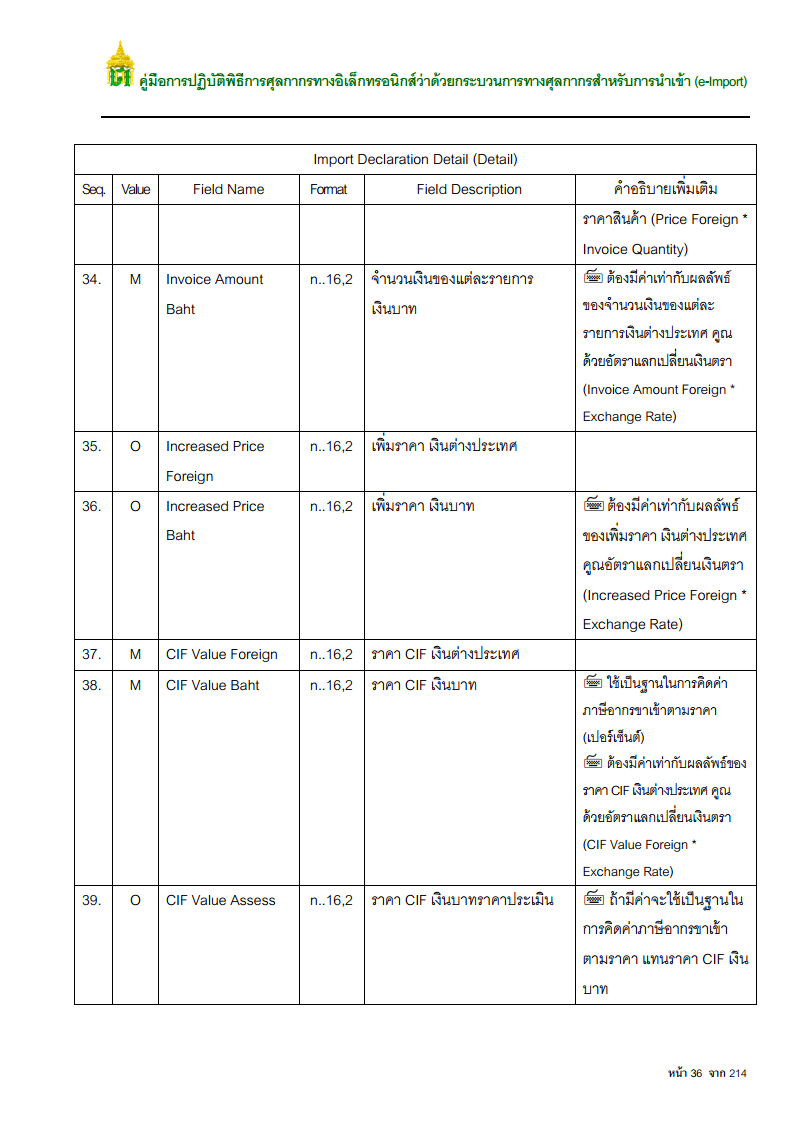 คู่มือการปฏิบัติพิธีการศุลกากรทางอิเล็กทรอนิกส์ว่าด้วยกระบวนการทางศุลกากรสำหรับการนำเข้า (e-Import)
Import Declaration Detail (Detail)
Seq. Value Field Name Format Field Description คำอธิบายเพิ่มเติม
ราคาสินค้า (Price Foreign *
Invoice Quantity)
34. M Invoice Amount n..16,2 จำนวนเงินของแต่ละรายการ ต้องมีค่าเท่ากับผลลัพธ์
Baht เงินบาท ของจำนวนเงินของแต่ละ
รายการเงินต่างประเทศ คูณ
ด้วยอัตราแลกเปลี่ยนเงินตรา
(Invoice Amount Foreign *
Exchange Rate)
35. O Increased Price n..16,2 เพิ่มราคา เงินต่างประเทศ
Foreign
36. O Increased Price n..16,2 เพิ่มราคา เงินบาท ต้องมีค่าเท่ากับผลลัพธ์
Baht ของเพิ่มราคา เงินต่างประเทศ
คูณอัตราแลกเปลี่ยนเงินตรา
(Increased Price Foreign *
Exchange Rate)
37. M CIF Value Foreign n..16,2 ราคา CIF เงินต่างประเทศ
38. M CIF Value Baht n..16,2 ราคา CIF เงินบาท ใช้เป็นฐานในการคิดค่า
ภาษีอากรขาเข้าตามราคา
(เปอร์เซ็นต์)
ต้องมีค่าเท่ากับผลลัพธ์ของ
ราคา CIF เงินต่างประเทศ คูณ
ด้วยอัตราแลกเปลี่ยนเงินตรา
(CIF Value Foreign *
Exchange Rate)
39. O CIF Value Assess n..16,2 ราคา CIF เงินบาทราคาประเมิน ถ้ามีค่าจะใช้เป็นฐานใน
การคิดค่าภาษีอากรขาเข้า
ตามราคา แทนราคา CIF เงิน
บาท
หน้า 36 จาก 214